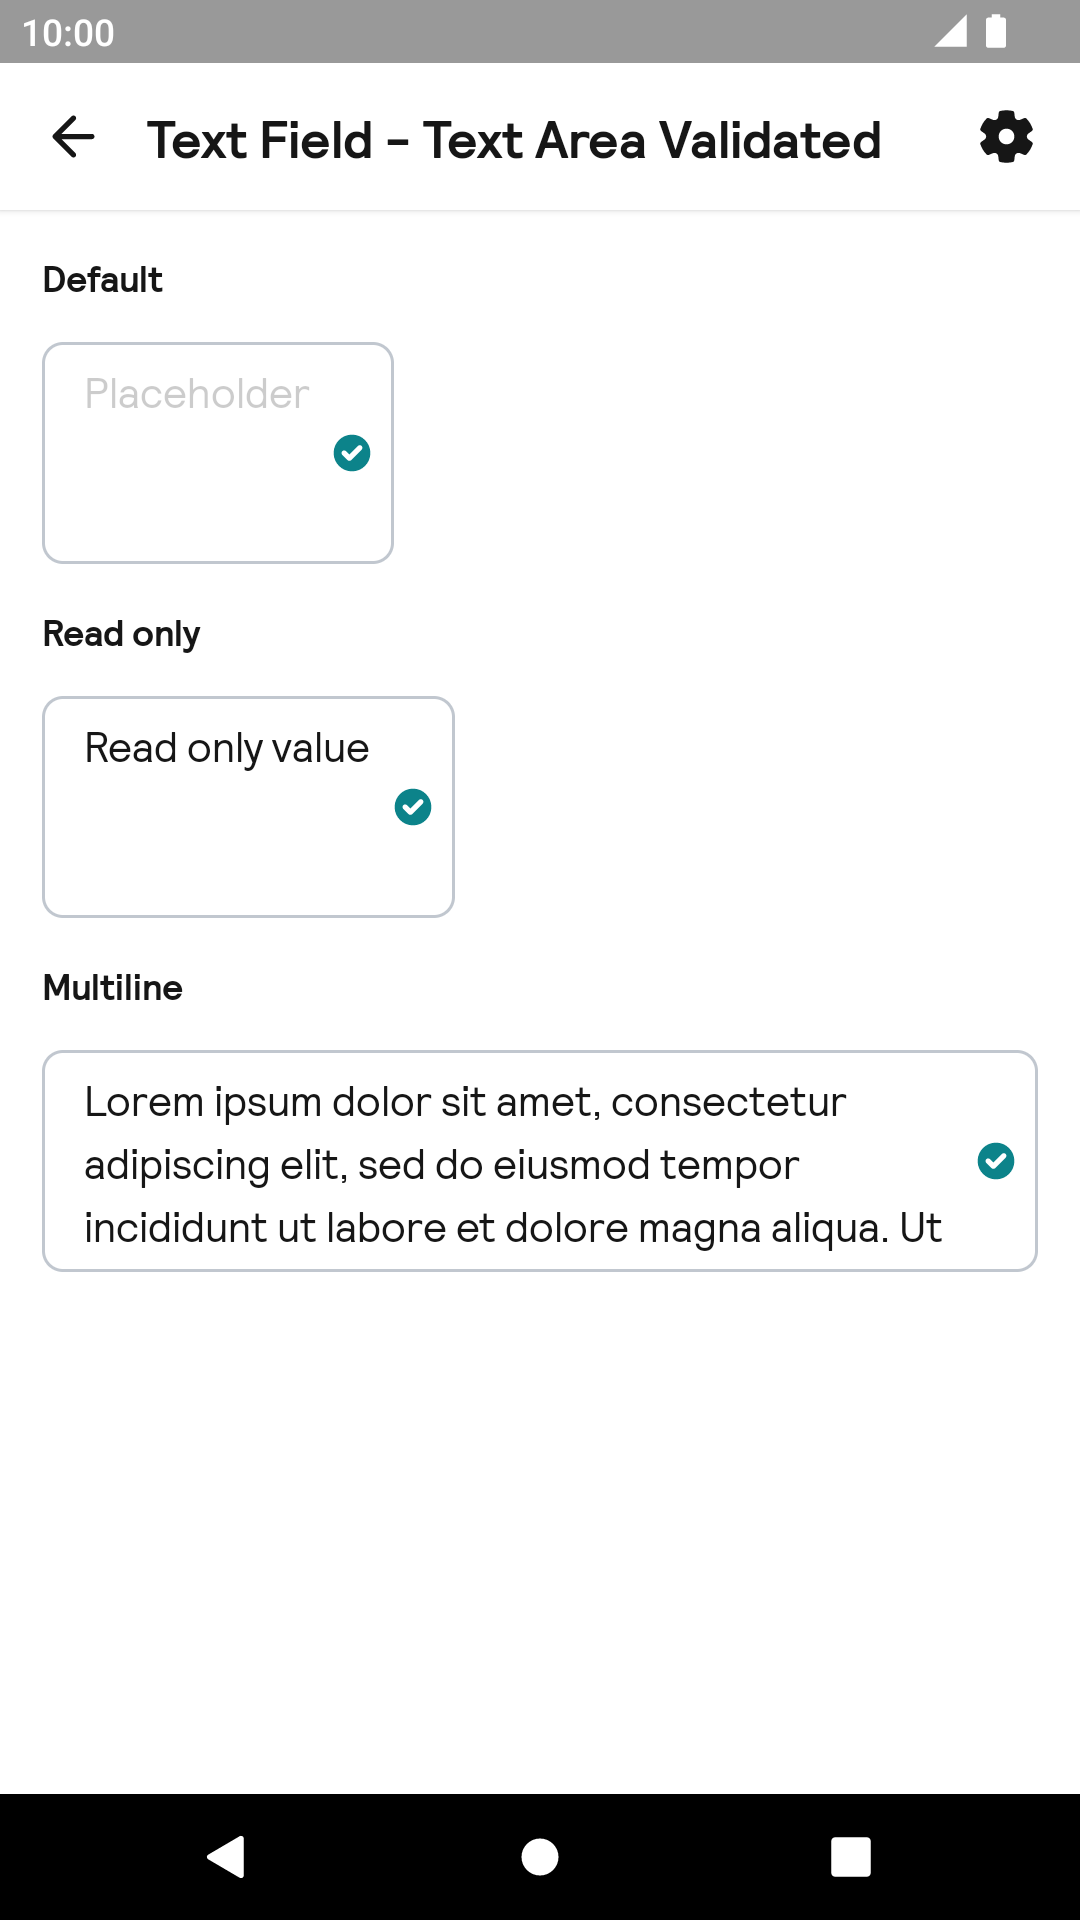 10:00
Text Field - Text Area Validated
Default
Placeholder
Read only
Read only value
Multiline
Lorem ipsum dolor sit amet, consectetur
adipiscing elit, sed do eiusmod tempor
incididunt ut labore et dolore magna aliqua. Ut